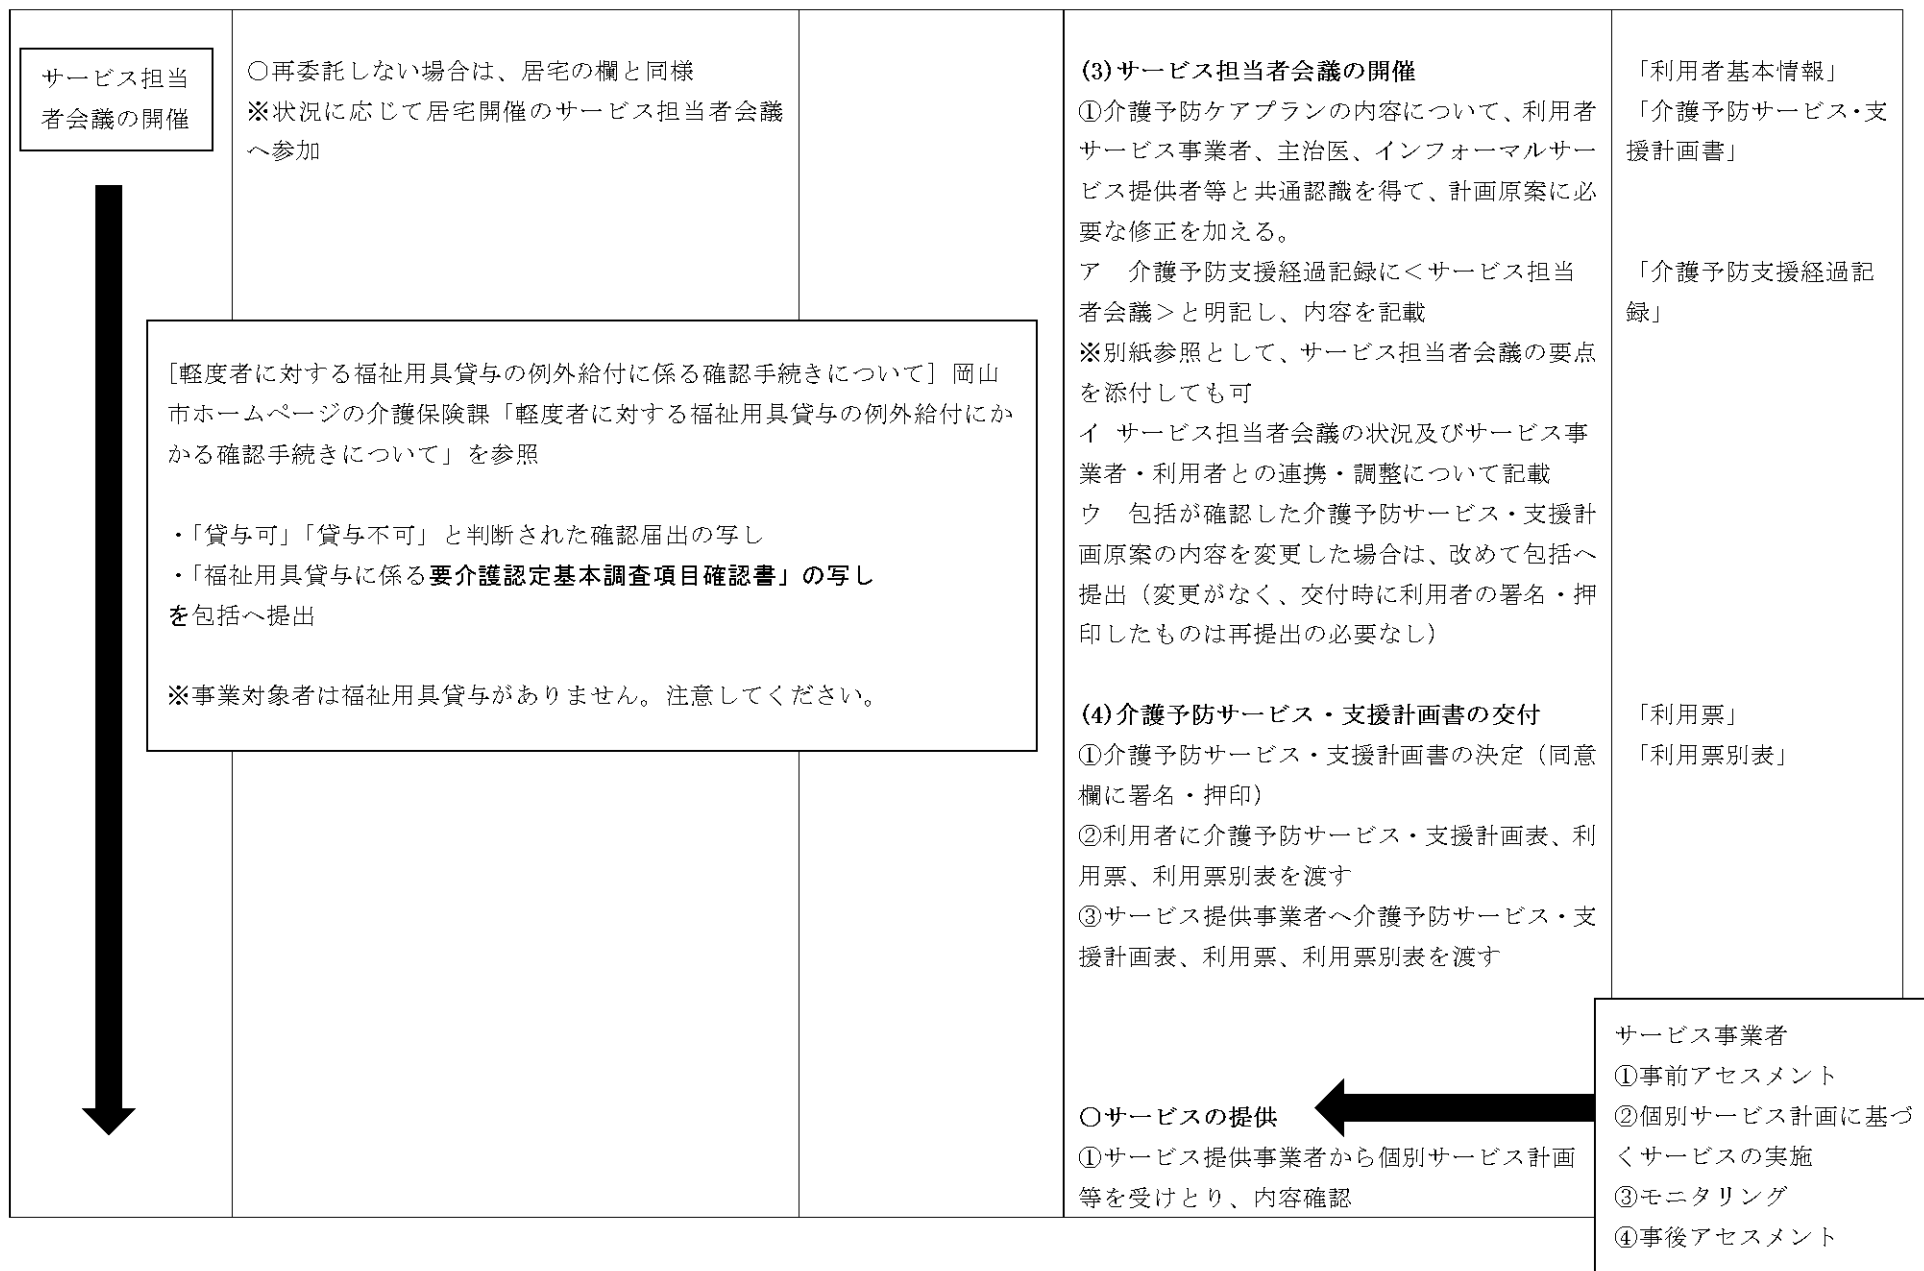 サービス担当
者会議の開催
○再委託しない場合は、居宅の欄と同様
※状況に応じて居宅開催のサービス担当者会議
へ参加
[軽度者に対する福祉用具貸与の例外給付に係る確認手続きについて] 岡山
市ホームページの介護保険課「軽度者に対する福祉用具貸与の例外給付にか
かる確認手続きについて」を参照
・「貸与可」「貸与不可」と判断された確認届出の写し
・「福祉用具貸与に係る要介護認定基本調査項目確認書」の写し
を包括へ提出
※事業対象者は福祉用具貸与がありません。注意してください。
(3)サービス担当者会議の開催
①介護予防ケアプランの内容について、利用者
サービス事業者、主治医、インフォーマルサー
ビス提供者等と共通認識を得て、計画原案に必
要な修正を加える。
ア　介護予防支援経過記録に＜サービス担当
者会議＞と明記し、内容を記載
※別紙参照として、サービス担当者会議の要点
を添付しても可
イ サービス担当者会議の状況及びサービス事
業者・利用者との連携・調整について記載
ウ　包括が確認した介護予防サービス・支援計
画原案の内容を変更した場合は、改めて包括へ
提出（変更がなく、交付時に利用者の署名・押
印したものは再提出の必要なし）
(4)介護予防サービス・支援計画書の交付
①介護予防サービス・支援計画書の決定（同意
欄に署名・押印）
②利用者に介護予防サービス・支援計画表、利
用票、利用票別表を渡す
③サービス提供事業者へ介護予防サービス・支
援計画表、利用票、利用票別表を渡す
○サービスの提供
①サービス提供事業者から個別サービス計画
等を受けとり、内容確認
「利用者基本情報」
「介護予防サービス・支
援計画書」
「介護予防支援経過記
録」
「利用票」
「利用票別表」
サービス事業者
①事前アセスメント
②個別サービス計画に基づ
くサービスの実施
③モニタリング
④事後アセスメント